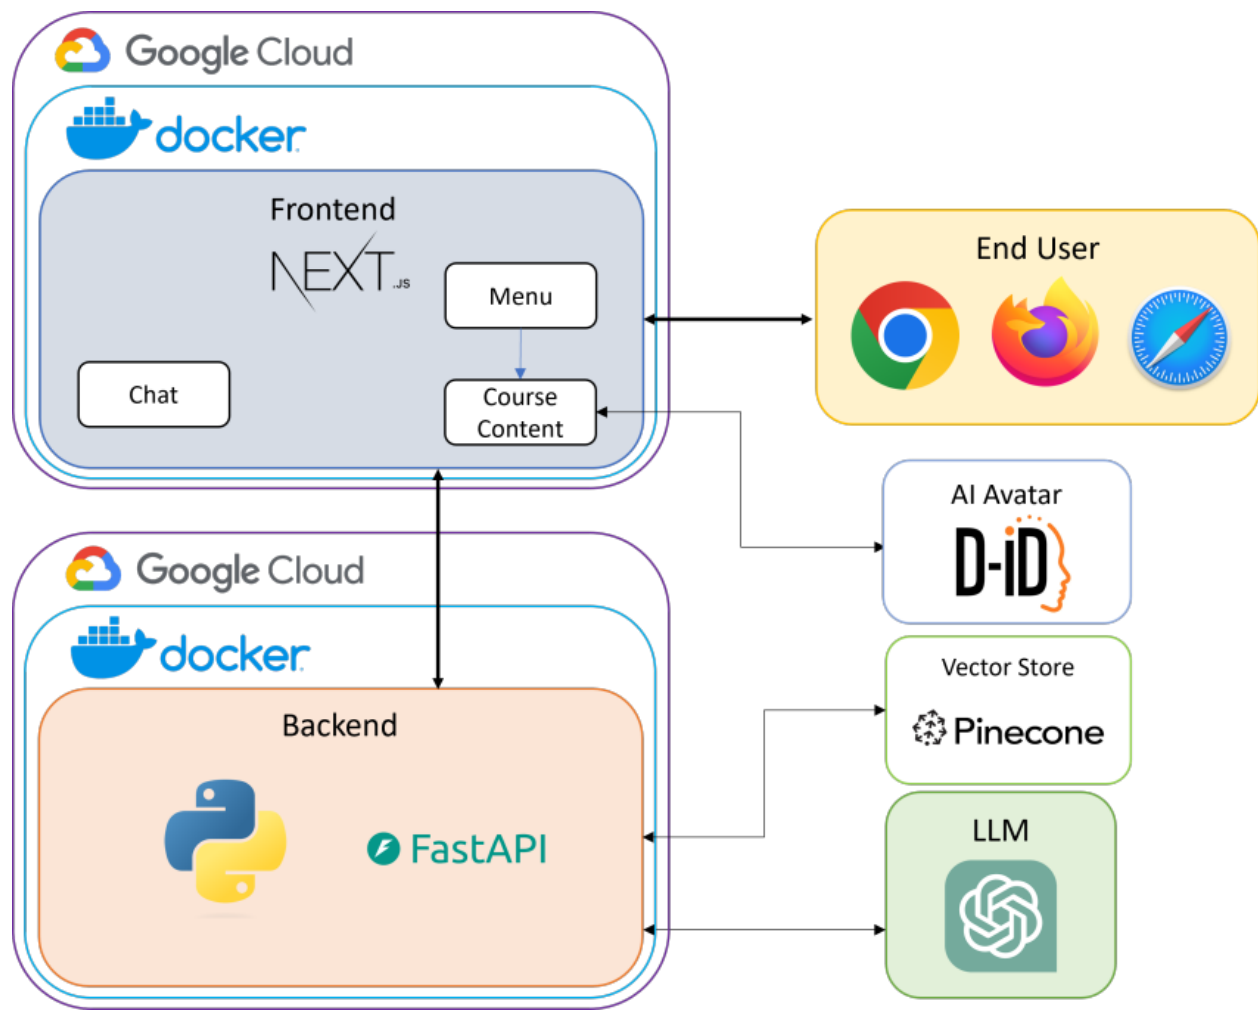 Google Cloud
docker
Frontend
NEXT.JS
Menu
Chat
Course
Content
End User
AI Avatar
D-iD
Google Cloud
docker
Backend
FastAPI
Vector Store
Pinecone
LLM